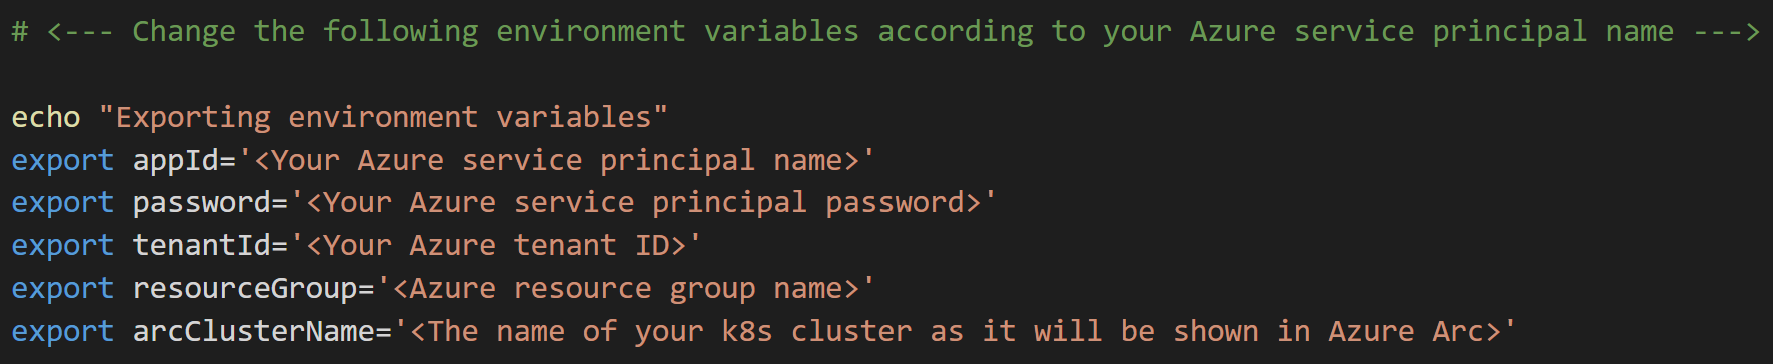 # <--- Change the following environment variables according to your Azure service principal name --->
echo "Exporting environment variables"
export appId='<Your Azure service principal name>'
export password='<Your Azure service principal password>'
export tenantId='<Your Azure tenant ID>'
export resourceGroup='<Azure resource group name>'
export arcClusterName='<The name of your k8s cluster as it will be shown in Azure Arc>'